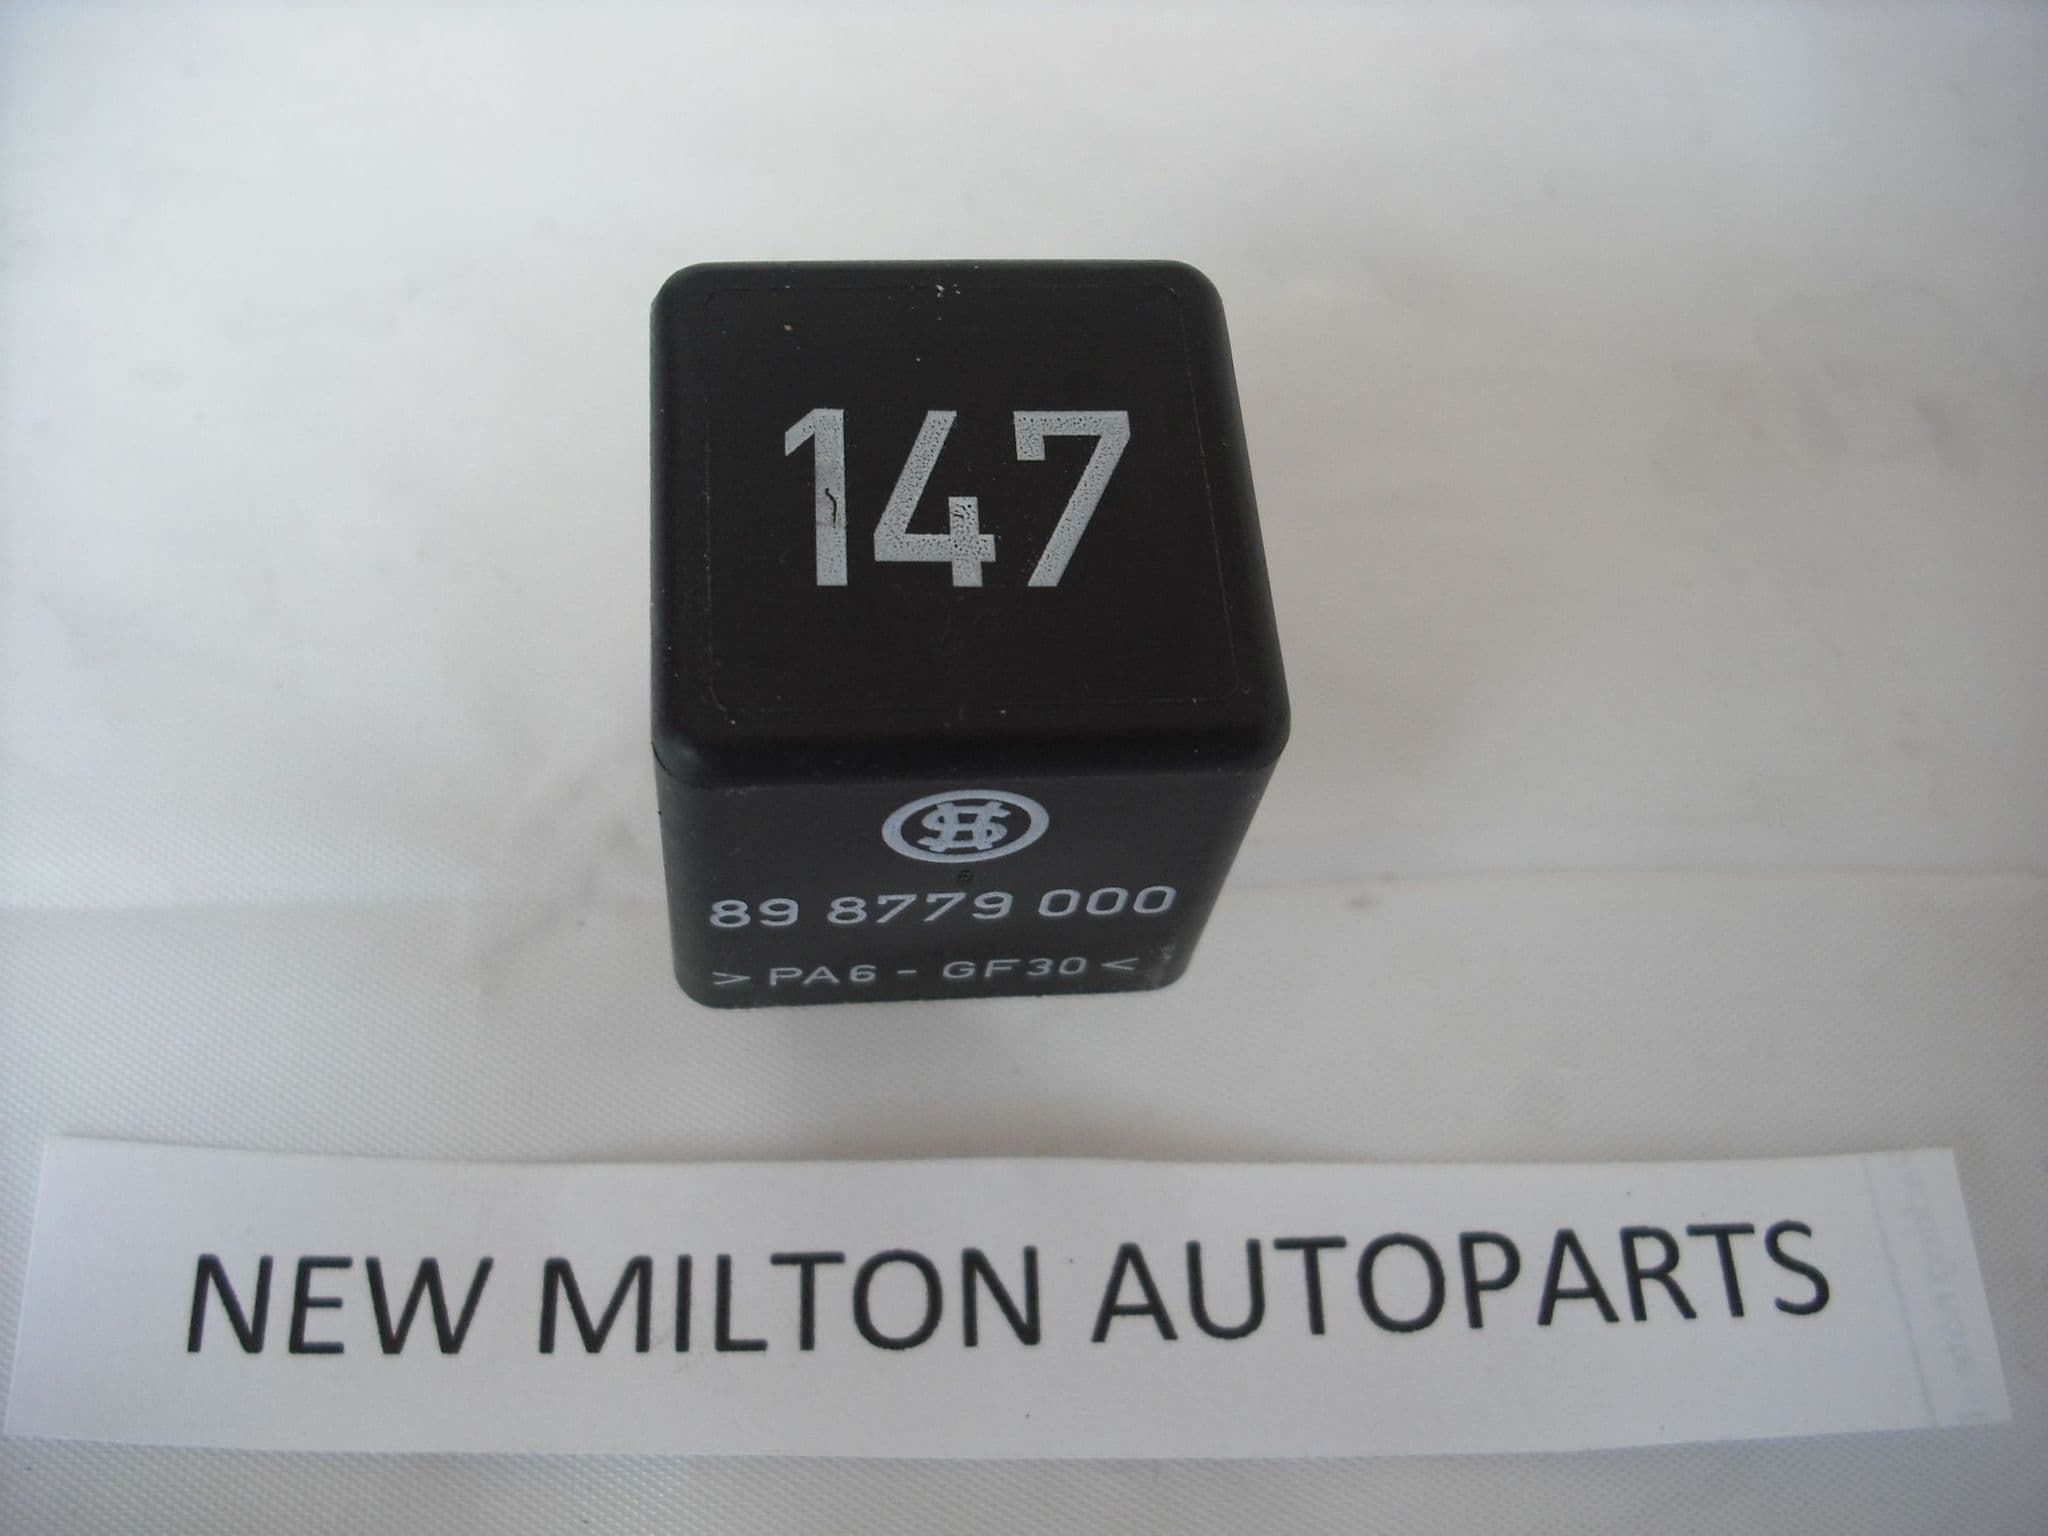 147
89 8779 000
> PA6 - GF30 <
NEW MILTON AUTOPARTS